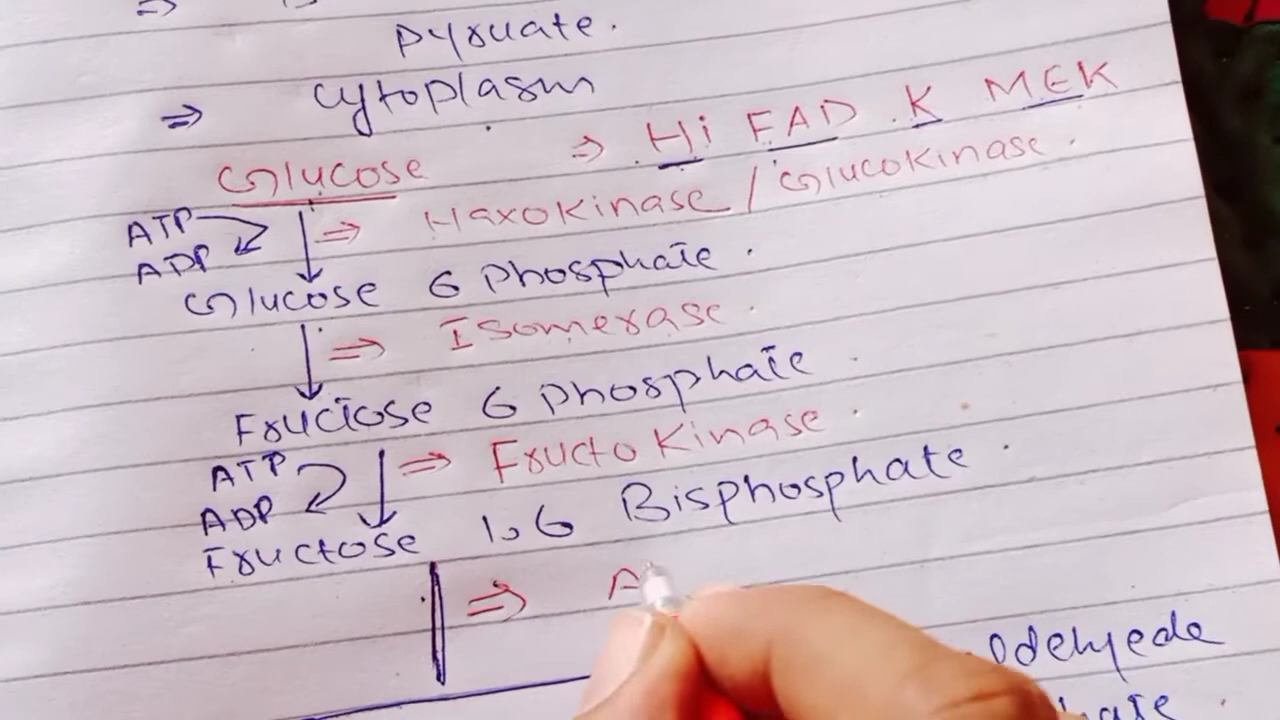 ⇒
pyruate.
⇒ cytoplasm
⇒ Hi FAD K MEK
Glucose
⇒ Haxokinase / Glucokinase.
ATP
ADP
Glucose 6 Phosphate.
⇒ Isomerase.
Fructose 6 Phosphate.
ATP
ADP
⇒ Fructo Kinase.
Fructose 1,6 Bisphosphate.
⇒ A